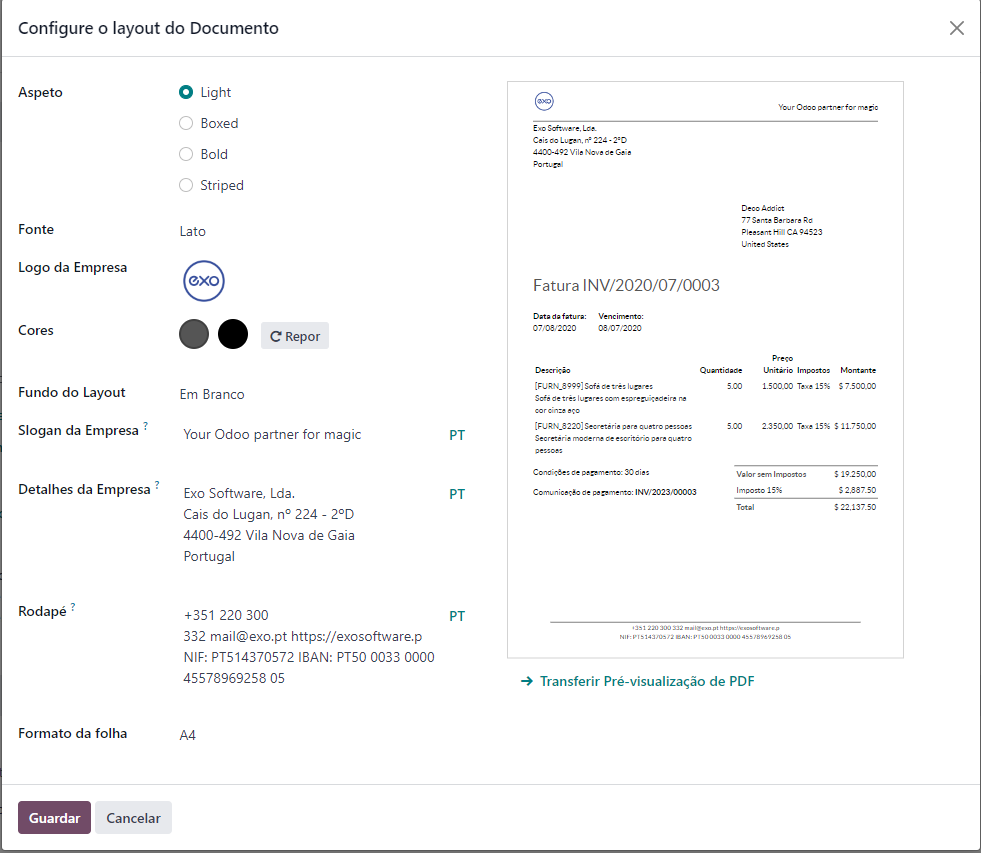 Configure o layout do Documento
Aspeto
Light
Boxed
Bold
Striped
Fonte
Lato
Logo da Empresa
exo
Cores
Repor
Fundo do Layout
Em Branco
Slogan da Empresa ?
Your Odoo partner for magic
PT
Detalhes da Empresa ?
Exo Software, Lda.
Cais do Lugan, nº 224 - 2ºD
4400-492 Vila Nova de Gaia
Portugal
PT
Rodapé ?
+351 220 300
332 mail@exo.pt https://exosoftware.p
NIF: PT514370572 IBAN: PT50 0033 0000
45578969258 05
PT
Formato da folha
A4
exo
Your Odoo partner for magic
Exo Software, Lda.
Cais do Lugan, nº 224 - 2ºD
4400-492 Vila Nova de Gaia
Portugal
Deco Addict
77 Santa Barbara Rd
Pleasant Hill CA 94523
United States
Fatura INV/2020/07/0003
Data da fatura: Vencimento:
07/08/2020 08/07/2020
Preço
Descrição Quantidade Unitário Impostos Montante
[FURN_8999] Sofá de três lugares 5.00 1.500,00 Taxa 15% $ 7.500,00
Sofá de três lugares com espreguiçadeira na
cor cinza aço
[FURN_8220] Secretária para quatro pessoas 5.00 2.350,00 Taxa 15% $ 11.750,00
Secretária moderna de escritório para quatro
pessoas
Condições de pagamento: 30 dias
Comunicação de pagamento: INV/2023/00003
Valor sem Impostos $ 19.250,00
Imposto 15% $ 2,887.50
Total $ 22,137.50
+351 220 300 332 mail@exo.pt https://exosoftware.p
NIF: PT514370572 IBAN: PT50 0033 0000 45578969258 05
Transferir Pré-visualização de PDF
Guardar
Cancelar